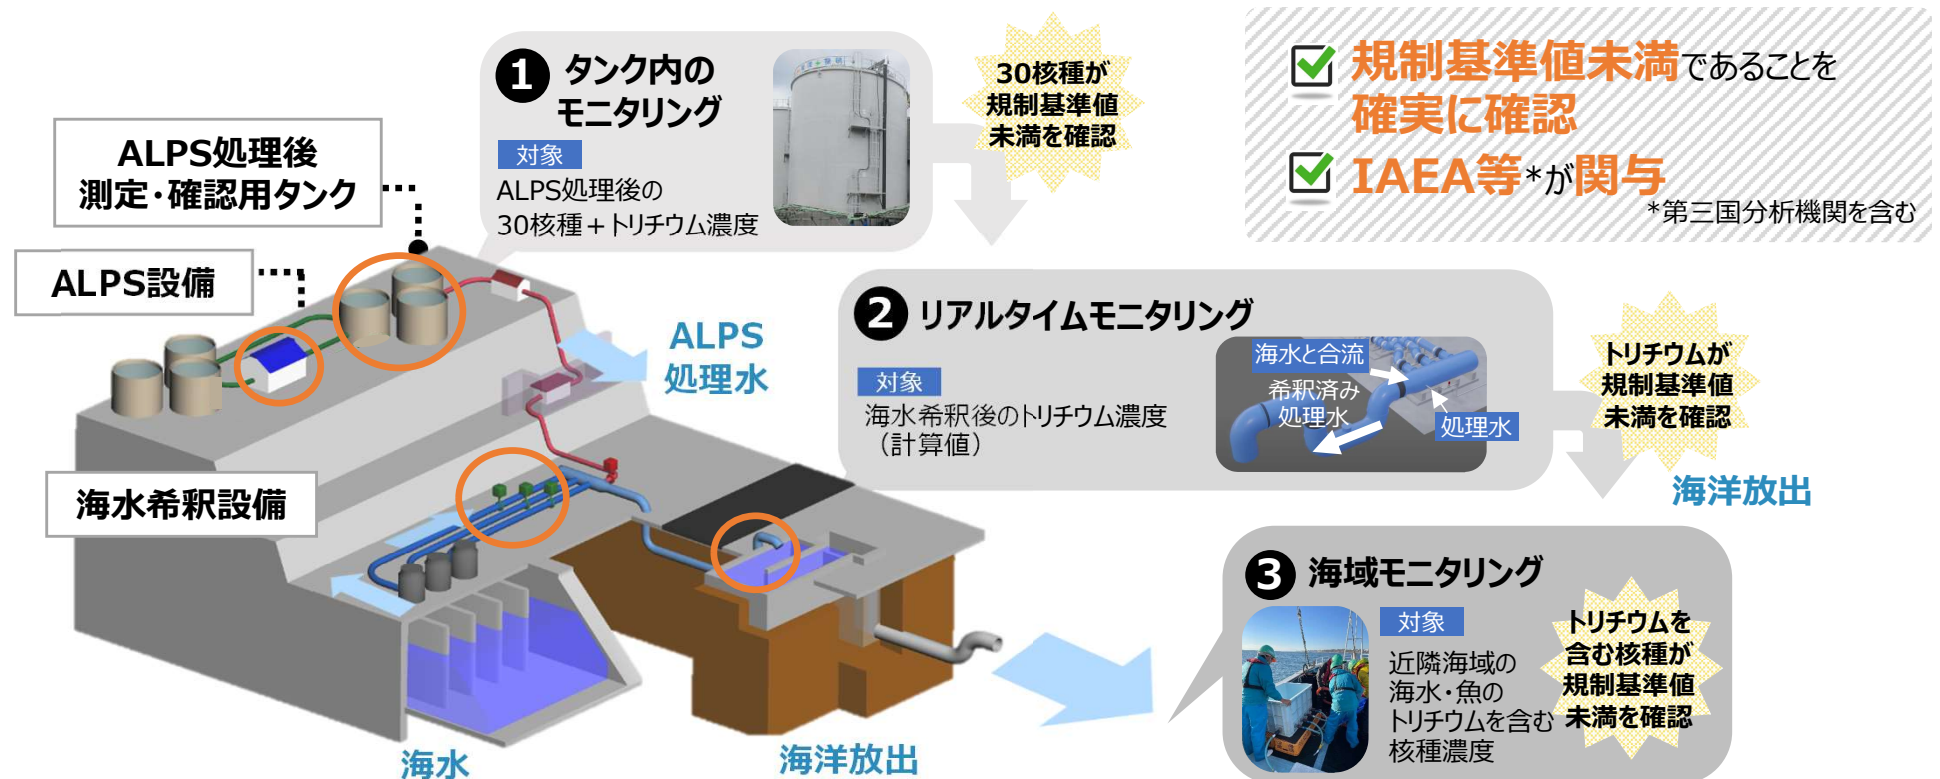 ❶ タンク内の
モニタリング
対象
ALPS処理後の
30核種+トリチウム濃度
30核種が
規制基準値
未満を確認
規制基準値未満であることを
確実に確認
IAEA等*が関与
*第三国分析機関を含む
ALPS処理後
測定・確認用タンク
ALPS設備
ALPS
処理水
海水希釈設備
海水
海洋放出
❷ リアルタイムモニタリング
対象
海水希釈後のトリチウム濃度
(計算値)
海水と合流
希釈済み
処理水
処理水
トリチウムが
規制基準値
未満を確認
海洋放出
❸ 海域モニタリング
対象
近隣海域の
海水・魚の
トリチウムを含む
核種濃度
トリチウムを
含む核種が
規制基準値
未満を確認